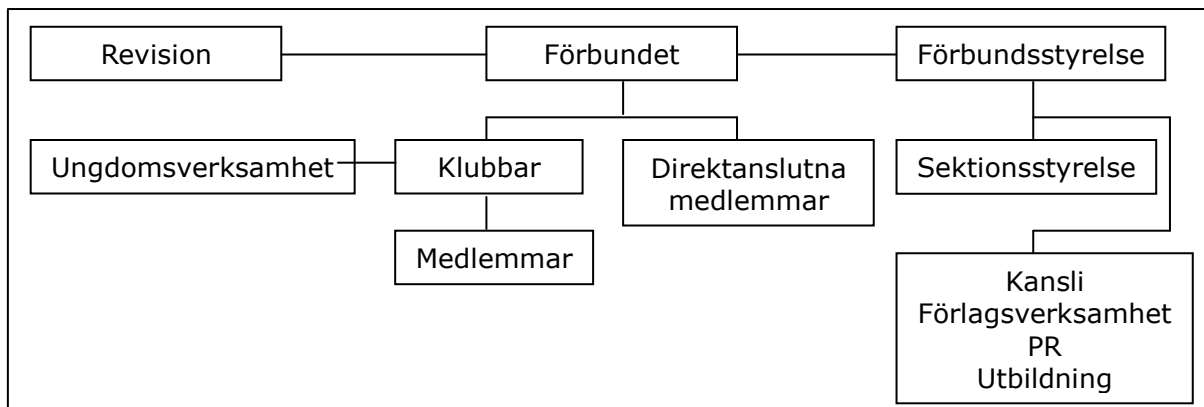 Revision
Förbundet
Förbundsstyrelse
Ungdomsverksamhet
Klubbar
Direktanslutna
medlemmar
Sektionsstyrelse
Medlemmar
Kansli
Förlagsverksamhet
PR
Utbildning